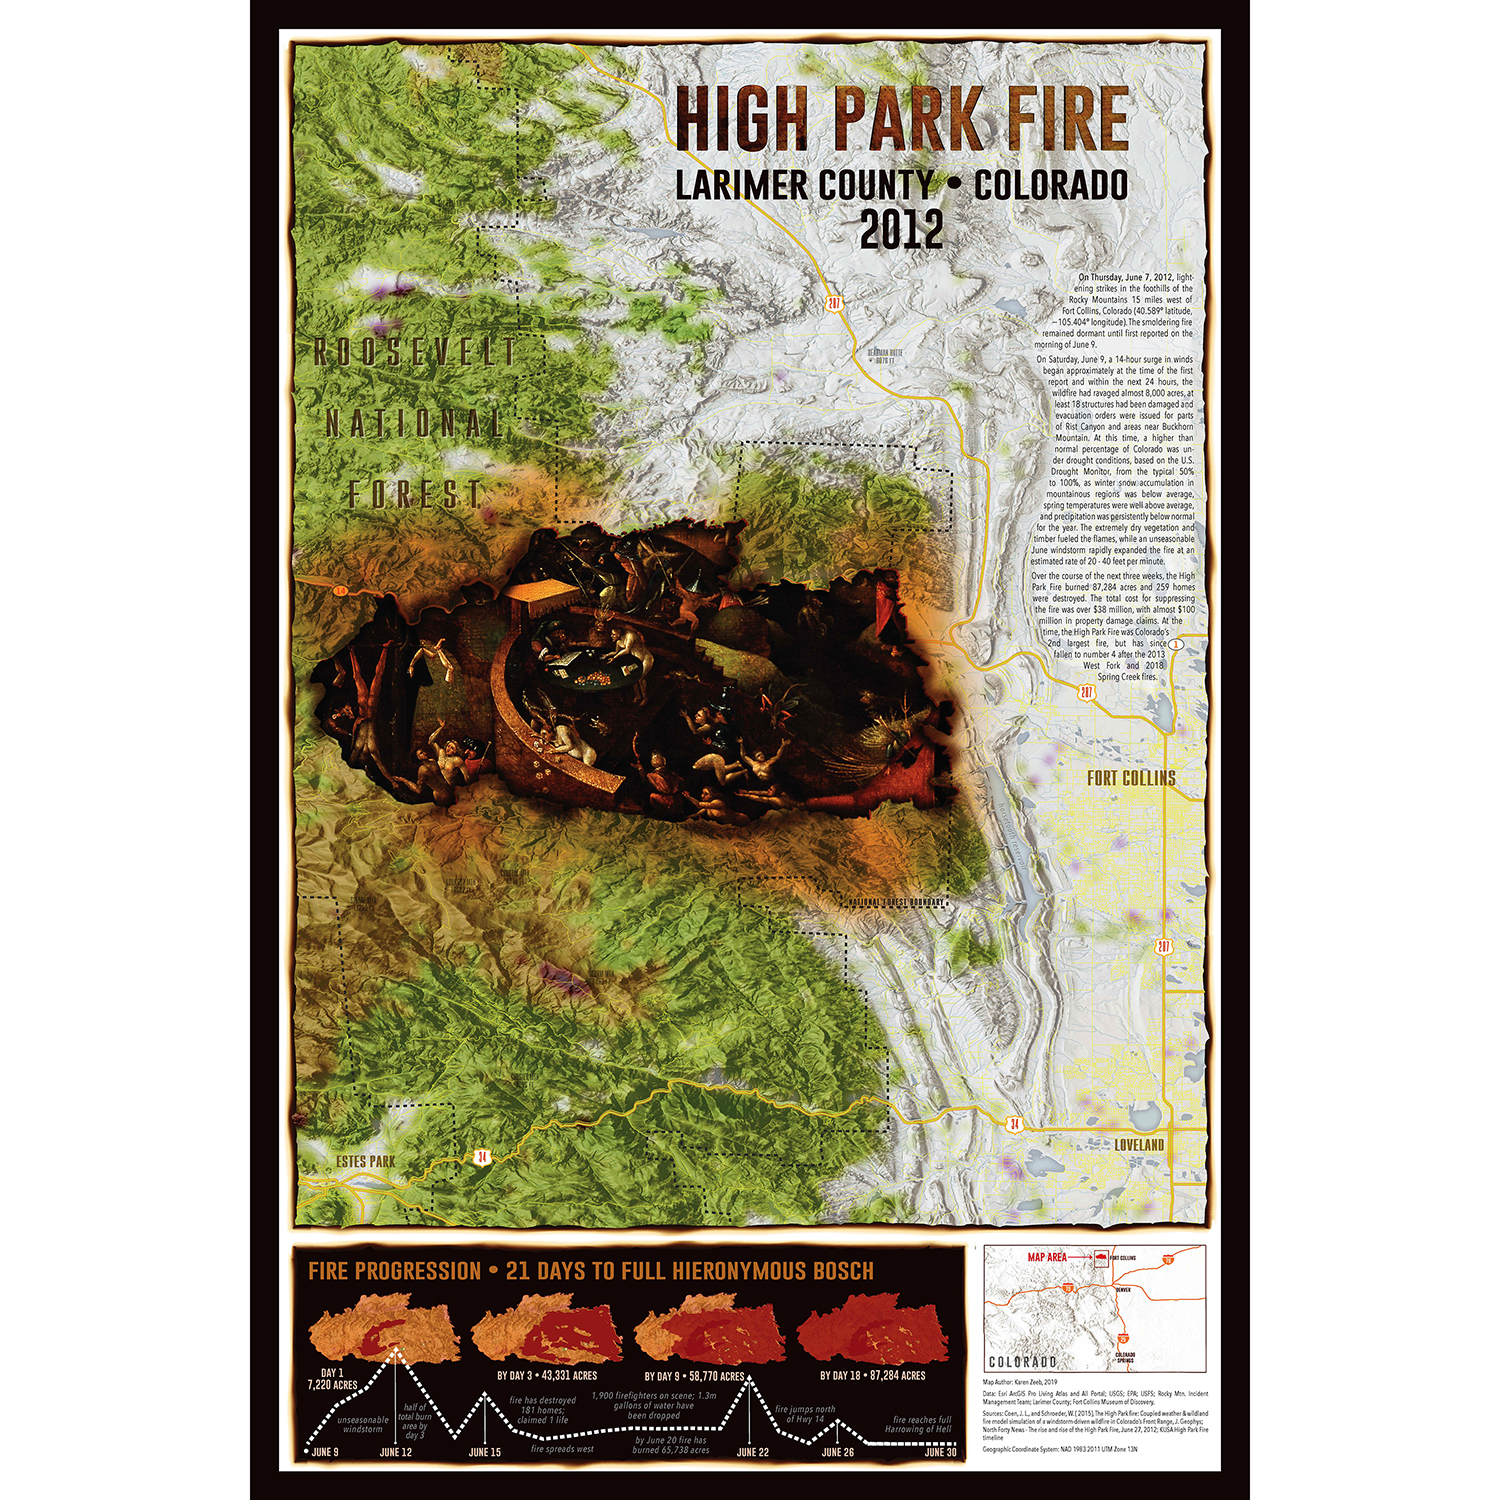 HIGH PARK FIRE
LARIMER COUNTY • COLORADO
2012
On Thursday, June 7, 2012, light-
ening strikes in the foothills of the
Rocky Mountains 15 miles west of
Fort Collins, Colorado (40.589° latitude,
–105.404° longitude). The smoldering fire
remained dormant until first reported on the
morning of June 9.
On Saturday, June 9, a 14-hour surge in winds
began approximately at the time of the first
report and within the next 24 hours, the
wildfire had ravaged almost 8,000 acres, at
least 18 structures had been damaged and
evacuation orders were issued for parts
of Rist Canyon and areas near Buckhorn
Mountain. At this time, a higher than
normal percentage of Colorado was un-
der drought conditions, based on the U.S.
Drought Monitor, from the typical 50%
to 100%, as winter snow accumulation in
mountainous regions was below average,
spring temperatures were well above average,
and precipitation was persistently below normal
for the year. The extremely dry vegetation and
timber fueled the flames, while an unseasonable
June windstorm rapidly expanded the fire at an
estimated rate of 20 - 40 feet per minute.
Over the course of the next three weeks, the High
Park Fire burned 87,284 acres and 259 homes
were destroyed. The total cost for suppressing
the fire was over $38 million, with almost $100
million in property damage claims. At the
time, the High Park Fire was Colorado's
2nd largest fire, but has since
fallen to number 4 after the 2013
West Fork and 2018
Spring Creek fires.
287
ROOSEVELT
NATIONAL
FOREST
14
1
287
FORT COLLINS
horsetooth reservoir
NATIONAL FOREST BOUNDARY
287
34
LOVELAND
ESTES PARK
34
FIRE PROGRESSION • 21 DAYS TO FULL HIERONYMOUS BOSCH
DAY 1
7,220 ACRES
BY DAY 3 • 43,331 ACRES
BY DAY 9 • 58,770 ACRES
BY DAY 18 • 87,284 ACRES
unseasonable
windstorm
half of
total burn
area by
day 3
fire has destroyed
181 homes;
claimed 1 life
fire spreads west
1,900 firefighters on scene; 1.3m
gallons of water have
been dropped
by June 20 fire has
burned 65,738 acres
fire jumps north
of Hwy 14
fire reaches full
Harrowing of Hell
JUNE 9
JUNE 12
JUNE 15
JUNE 22
JUNE 26
JUNE 30
MAP AREA
FORT COLLINS
76
70
DENVER
25
COLORADO
SPRINGS
COLORADO
Map Author: Karen Zeeb, 2019
Data: Esri ArcGIS Pro Living Atlas and All Portal; USGS; EPA; USFS; Rocky Mtn. Incident
Management Team; Larimer County; Fort Collins Museum of Discovery.
Sources: Coen, J. L., and Schroeder, W. (2015), The High Park fire: Coupled weather & wildland
fire model simulation of a windstorm-driven wildfire in Colorado's Front Range, J. Geophys;
North Forty News - The rise and rise of the High Park Fire, June 27, 2012; KUSA High Park Fire
timeline
Geographic Coordinate System: NAD 1983 2011 UTM Zone 13N